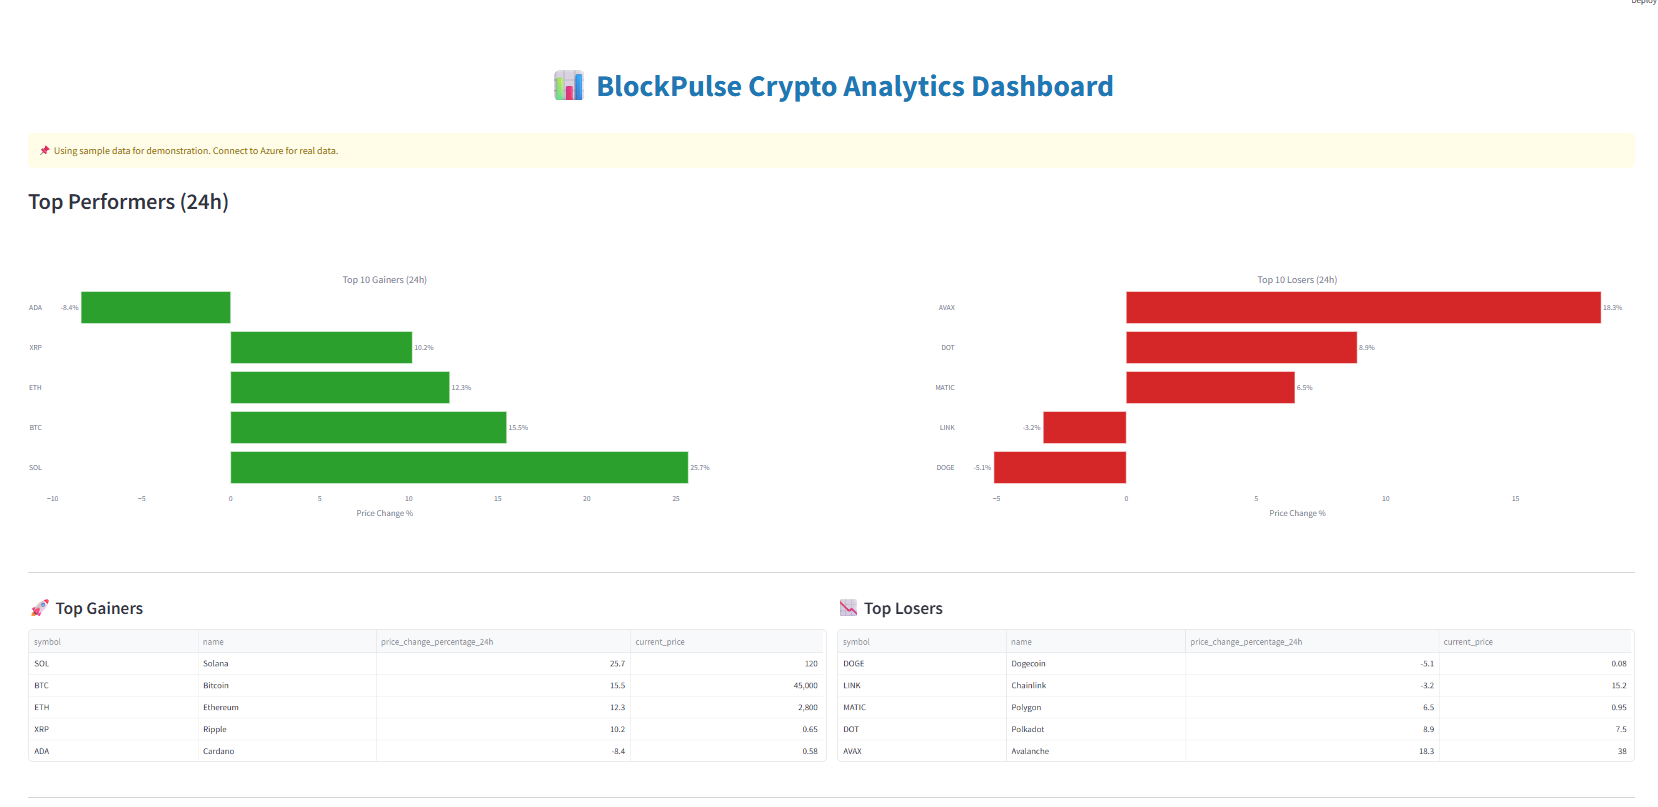 Deploy
BlockPulse Crypto Analytics Dashboard
Using sample data for demonstration. Connect to Azure for real data.
Top Performers (24h)
Top 10 Gainers (24h)
ADA -8.4%
XRP 10.2%
ETH 12.3%
BTC 15.5%
SOL 25.7%
−10 −5 0 5 10 15 20 25
Price Change %
Top 10 Losers (24h)
AVAX 18.3%
DOT 8.9%
MATIC 6.5%
LINK -3.2%
DOGE -5.1%
−5 0 5 10 15
Price Change %
Top Gainers
symbol name price_change_percentage_24h current_price
SOL Solana 25.7 120
BTC Bitcoin 15.5 45,000
ETH Ethereum 12.3 2,800
XRP Ripple 10.2 0.65
ADA Cardano -8.4 0.58
Top Losers
symbol name price_change_percentage_24h current_price
DOGE Dogecoin -5.1 0.08
LINK Chainlink -3.2 15.2
MATIC Polygon 6.5 0.95
DOT Polkadot 8.9 7.5
AVAX Avalanche 18.3 38